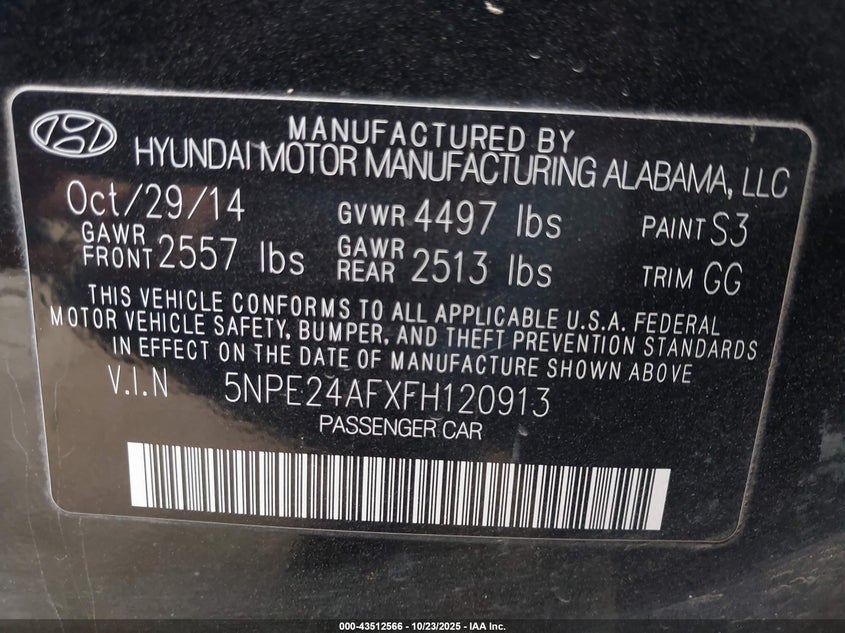 MANUFACTURED BY
HYUNDAI MOTOR MANUFACTURING ALABAMA, LLC
Oct/29/14 GVWR 4497 lbs PAINT S3
GAWR FRONT 2557 lbs GAWR REAR 2513 lbs TRIM GG
THIS VEHICLE CONFORMS TO ALL APPLICABLE U.S.A. FEDERAL
MOTOR VEHICLE SAFETY, BUMPER, AND THEFT PREVENTION STANDARDS
IN EFFECT ON THE DATE OF MANUFACTURE SHOWN ABOVE
V.I.N 5NPE24AFXFH120913
PASSENGER CAR
000-43512566 - 10/23/2025 - IAA Inc.